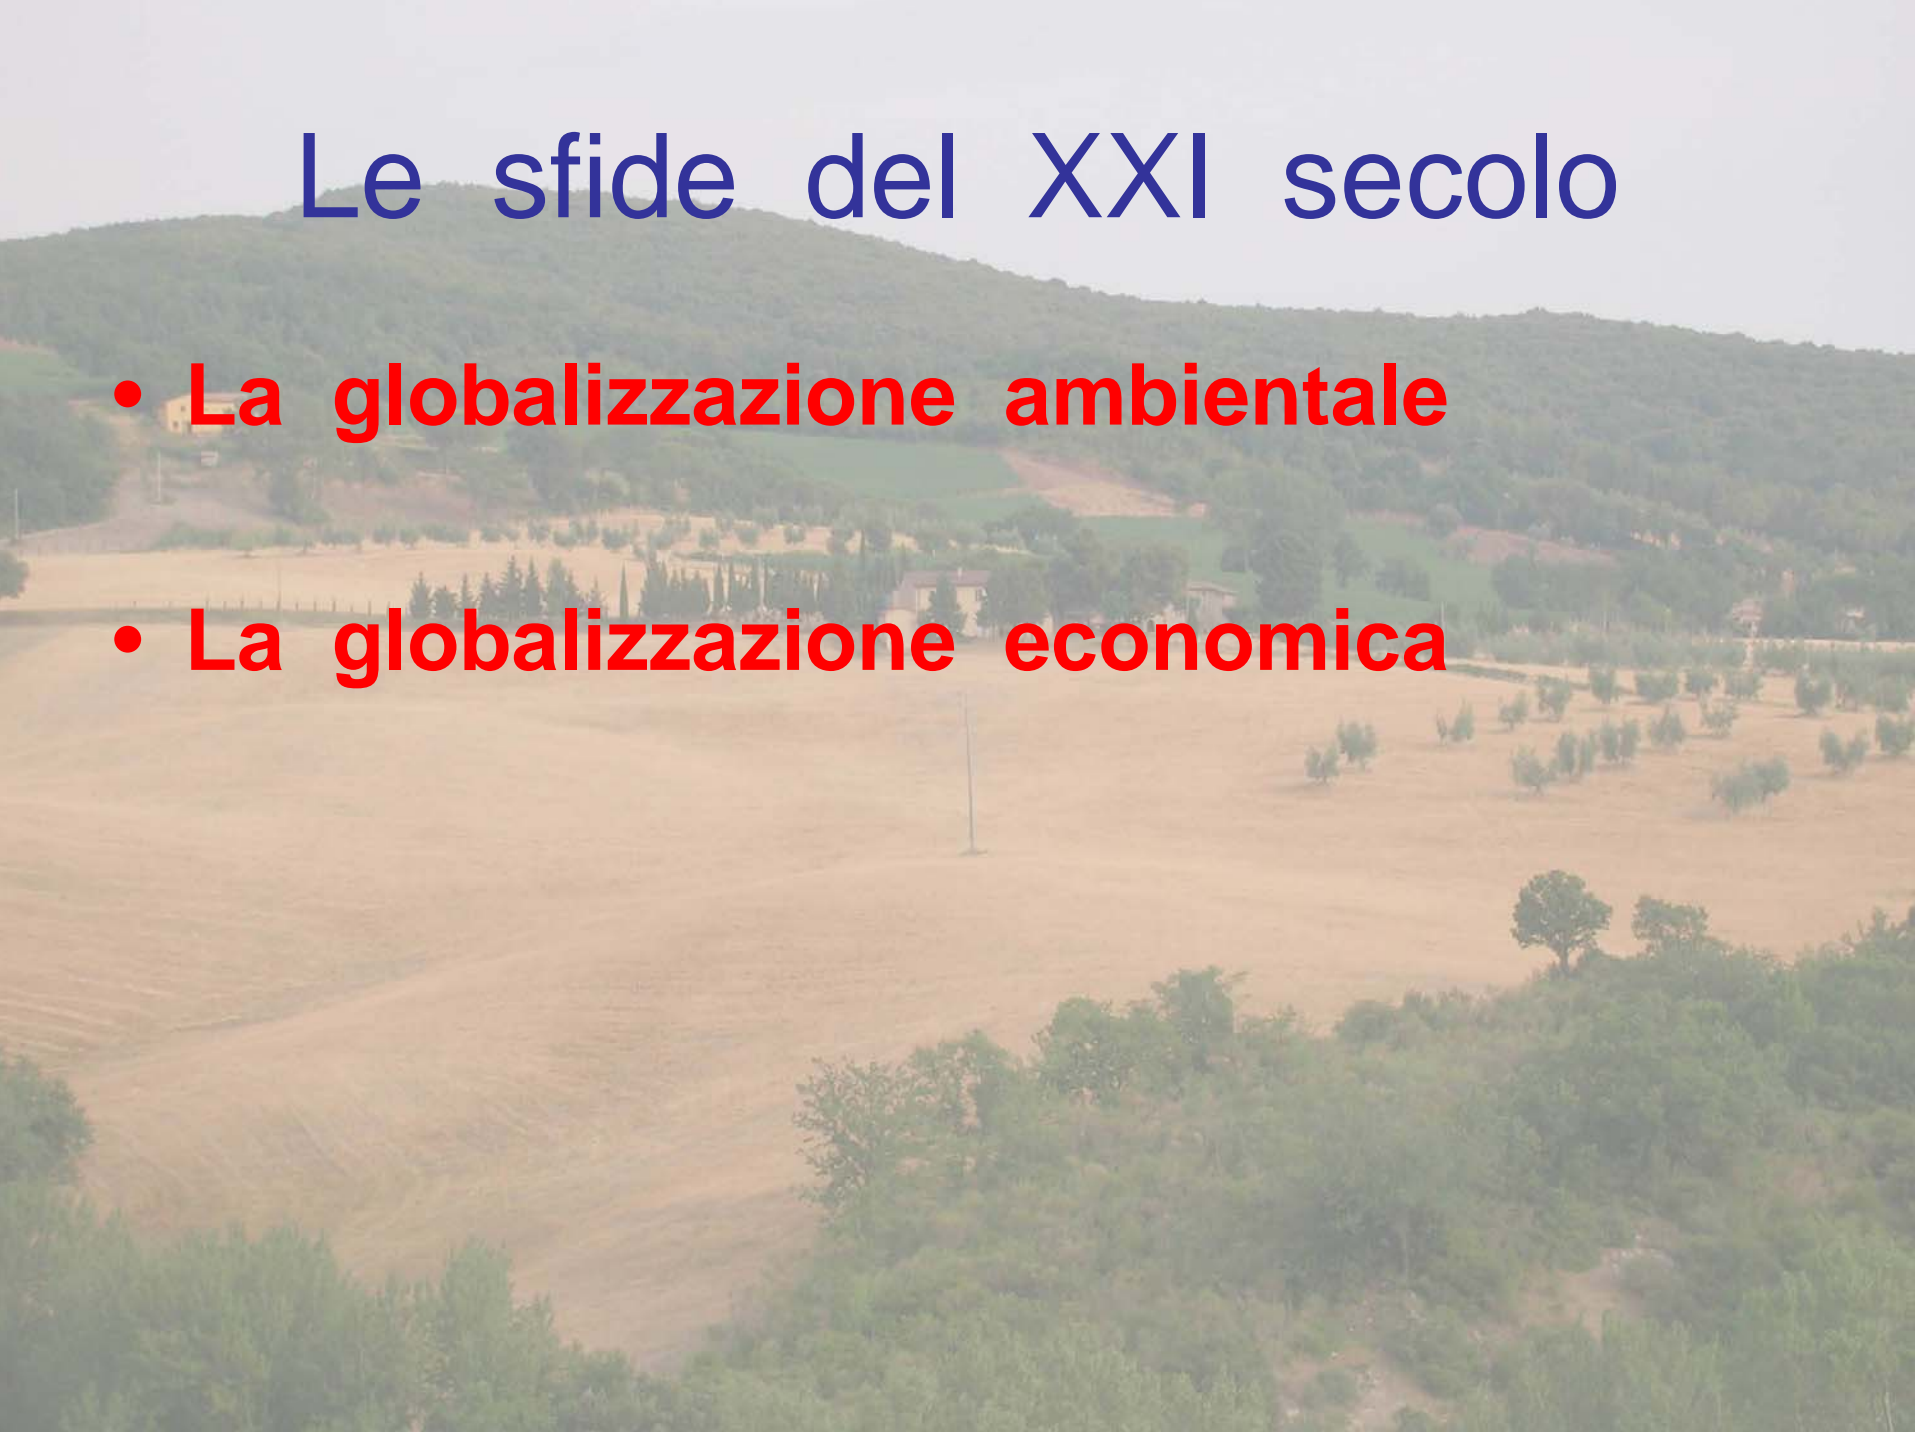 Le sfide del XXI secolo
• La globalizzazione ambientale
• La globalizzazione economica